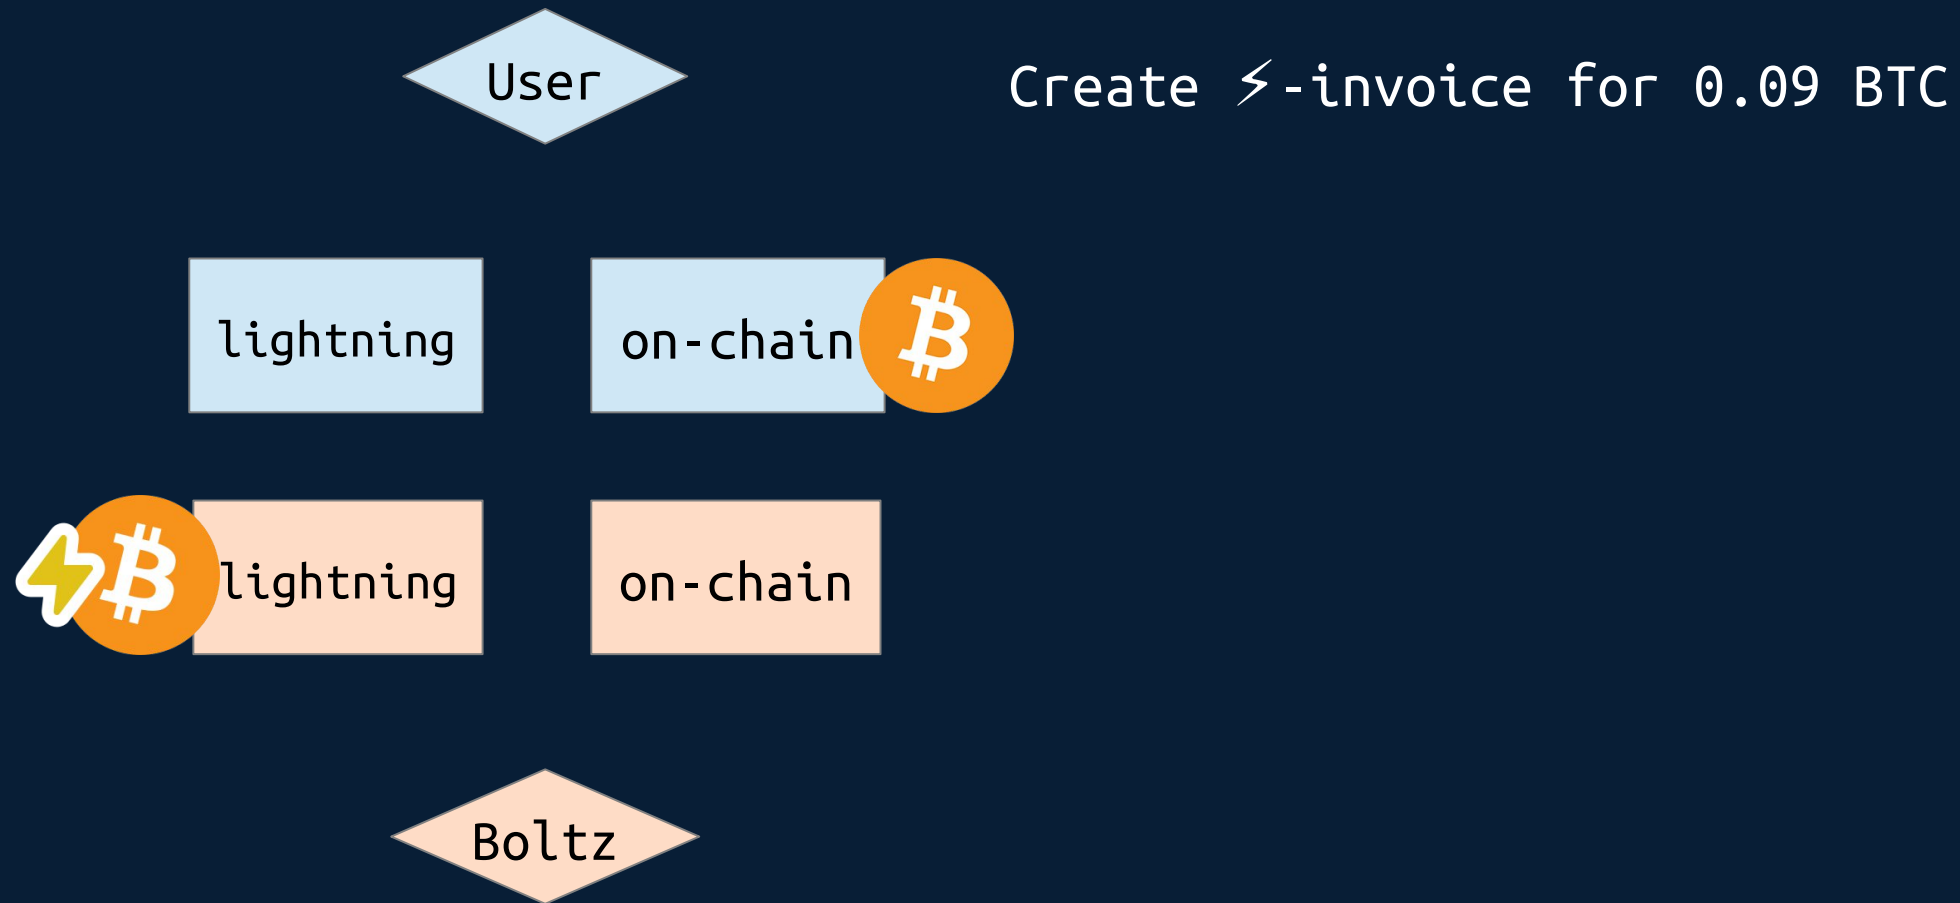 User
Create ⚡-invoice for 0.09 BTC
lightning
on-chain
lightning
on-chain
Boltz